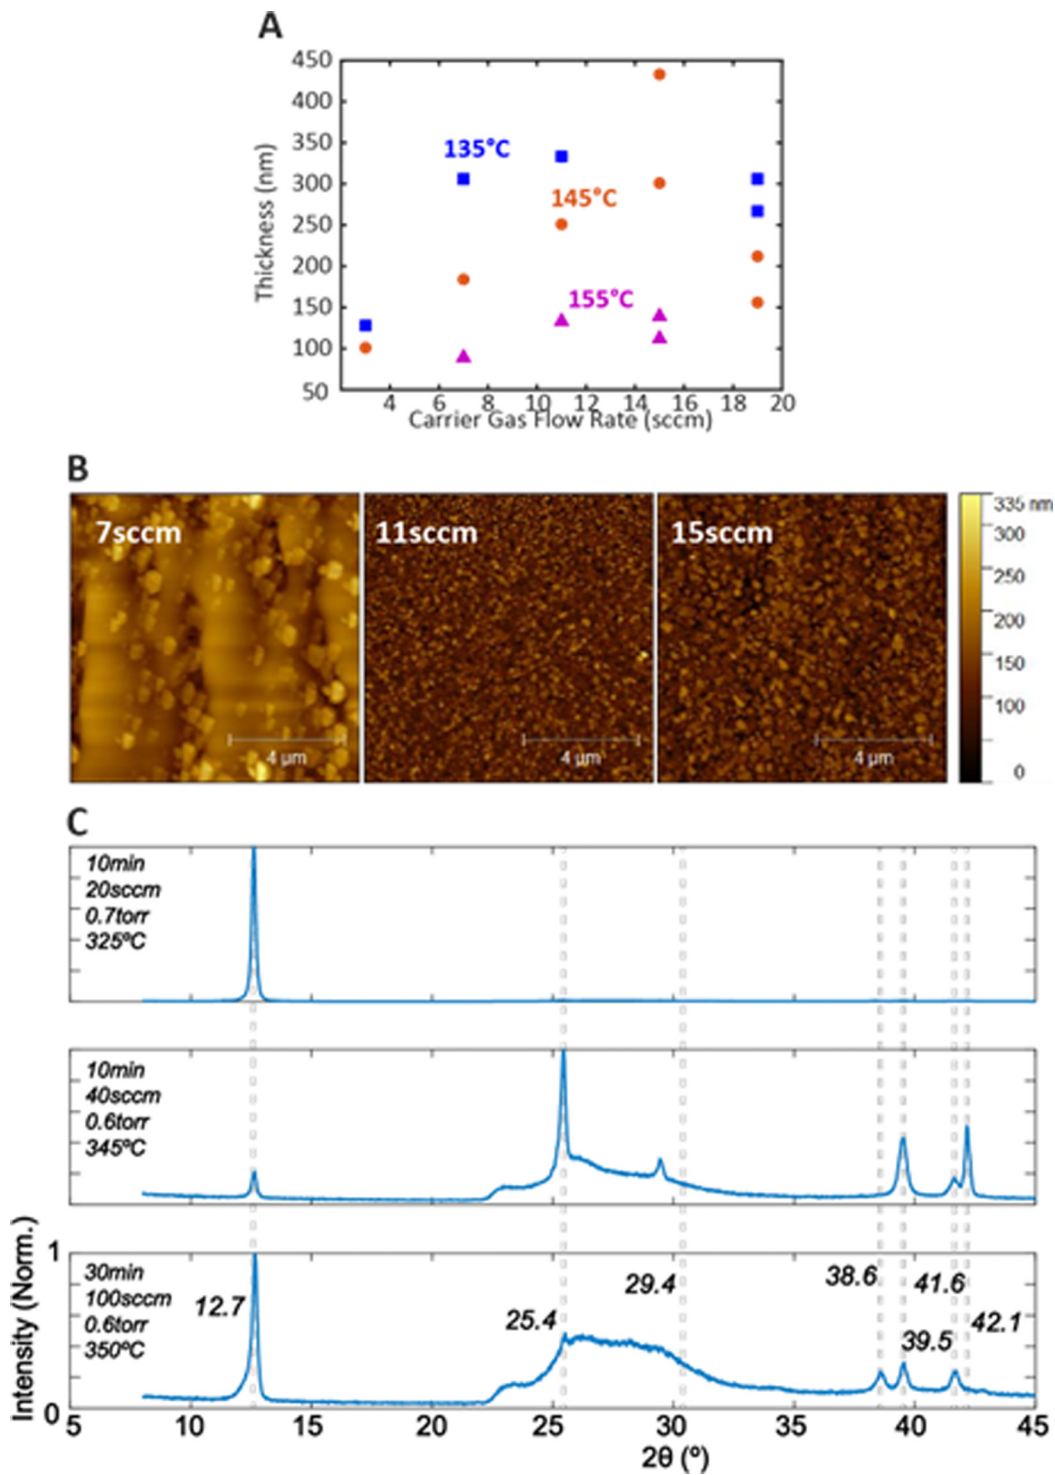 A
450
400
350
300
250
200
150
100
50
Thickness (nm)
135°C
145°C
155°C
4 6 8 10 12 14 16 18 20
Carrier Gas Flow Rate (sccm)
B
7sccm 11sccm 15sccm
4 μm 4 μm 4 μm
335 nm
300
250
200
150
100
0
C
10min
20sccm
0.7torr
325ºC
10min
40sccm
0.6torr
345ºC
Intensity (Norm.)
1
0
30min
100sccm
0.6torr
350ºC
12.7
25.4
29.4
38.6
39.5
41.6
42.1
5 10 15 20 25 30 35 40 45
2θ (º)